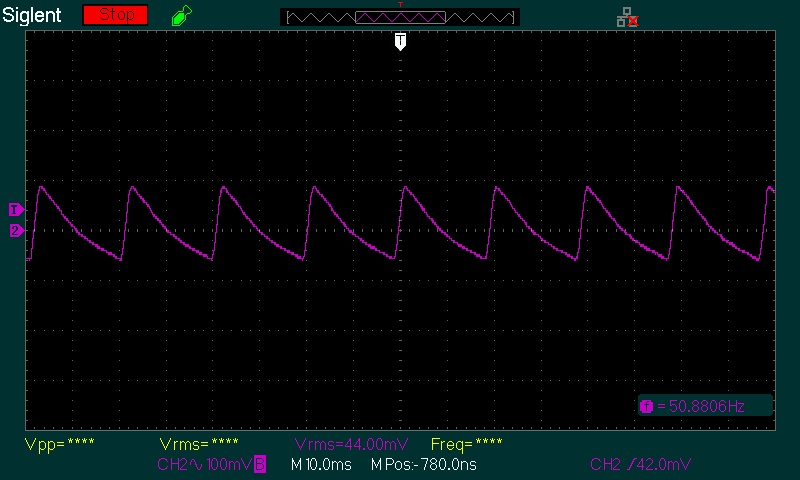 Siglent Stop T
T
T
2
f = 50.8806Hz
Vpp=**** Vrms=**** Vrms=44.00mV Freq=****
CH2∿ 100mV B M 10.0ms M Pos:-780.0ns CH2 ∕42.0mV